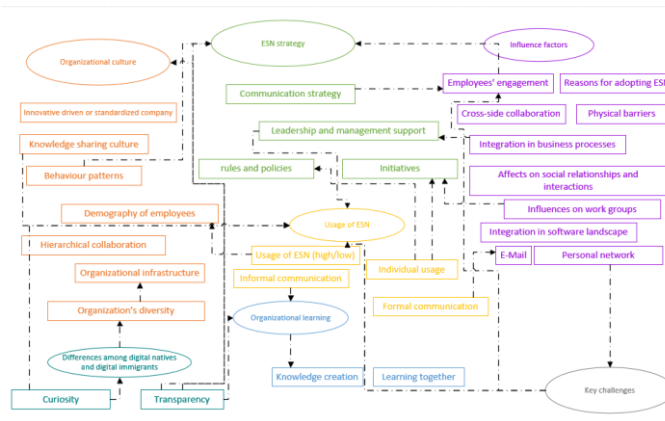 ESN strategy
Organizational culture
Influence factors
Employees' engagement
Reasons for adopting ESN
Communication strategy
Innovative driven or standardized company
Cross-side collaboration
Physical barriers
Leadership and management support
Knowledge sharing culture
Integration in business processes
Behaviour patterns
rules and policies
Initiatives
Affects on social relationships and
interactions
Demography of employees
Influences on work groups
Usage of ESN
Integration in software landscape
Hierarchical collaboration
Usage of ESN (high/low)
E-Mail
Personal network
Organizational infrastructure
Individual usage
Informal communication
Organization's diversity
Formal communication
Organizational learning
Differences among digital natives
and digital immigrants
Knowledge creation
Learning together
Key challenges
Curiosity
Transparency